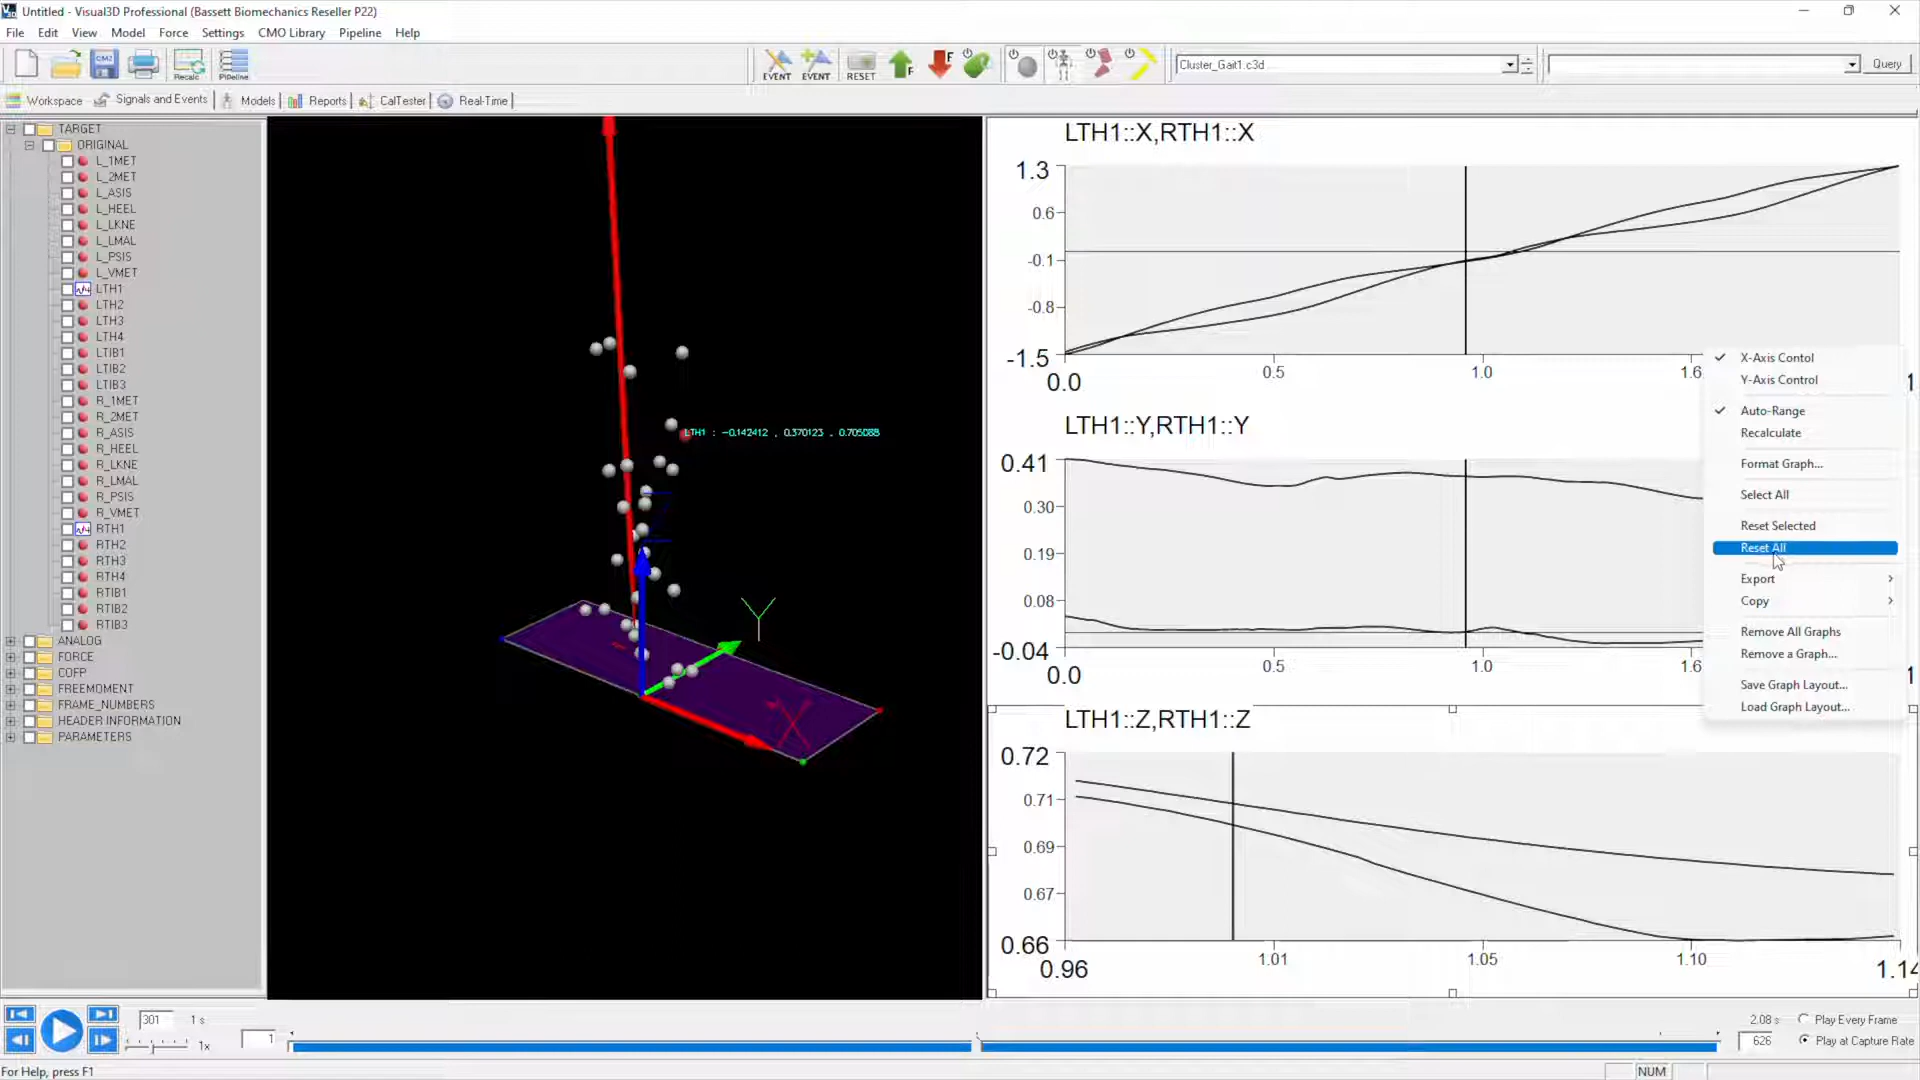 Untitled - Visual3D Professional (Bassett Biomechanics Reseller P22)
File Edit View Model Force Settings CMO Library Pipeline Help
CMZ Recalc PIPeline EVENT EVENT RESET F F Cluster_Gait1.c3d Query
Workspace Signals and Events Models Reports CalTester Real-Time
TARGET
ORIGINAL
L_1MET
L_2MET
L_ASIS
L_HEEL
L_LKNE
L_LMAL
L_PSIS
L_VMET
LTH1
LTH2
LTH3
LTH4
LTIB1
LTIB2
LTIB3
R_1MET
R_2MET
R_ASIS
R_HEEL
R_LKNE
R_LMAL
R_PSIS
R_VMET
RTH1
RTH2
RTH3
RTH4
RTIB1
RTIB2
RTIB3
ANALOG
FORCE
COFP
FREEMOMENT
FRAME_NUMBERS
HEADER INFORMATION
PARAMETERS
LTH1 : -0.142412 , 0.370123 , 0.705088
Z
Y
X
LTH1::X,RTH1::X
1.3
0.6
-0.1
-0.8
-1.5
0.0 0.5 1.0 1.6
LTH1::Y,RTH1::Y
0.41
0.30
0.19
0.08
-0.04
0.0 0.5 1.0 1.6
LTH1::Z,RTH1::Z
0.72
0.71
0.69
0.67
0.66
0.96 1.01 1.05 1.10 1.14
X-Axis Contol
Y-Axis Control
Auto-Range
Recalculate
Format Graph...
Select All
Reset Selected
Reset All
Export
Copy
Remove All Graphs
Remove a Graph...
Save Graph Layout...
Load Graph Layout...
301 1 s
1x 1
2.08 s Play Every Frame
626 Play at Capture Rate
For Help, press F1 NUM